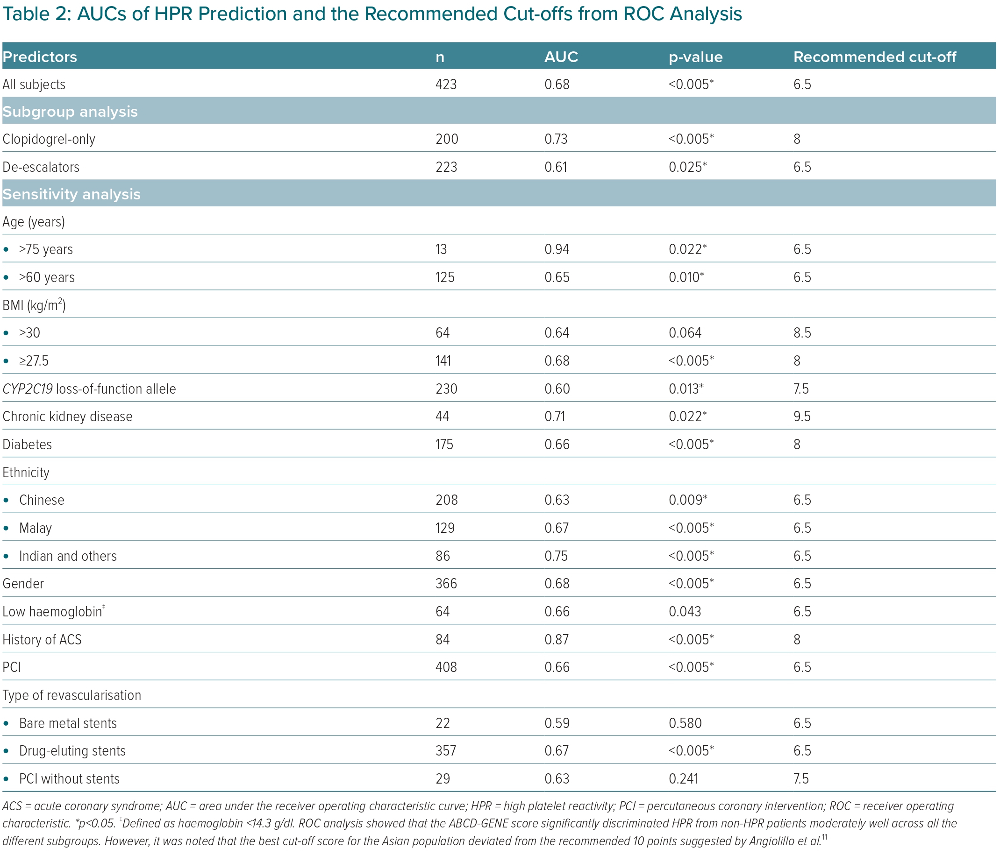 Table 2: AUCs of HPR Prediction and the Recommended Cut-offs from ROC Analysis
Predictors n AUC p-value Recommended cut-off
All subjects 423 0.68 <0.005* 6.5
Subgroup analysis
Clopidogrel-only 200 0.73 <0.005* 8
De-escalators 223 0.61 0.025* 6.5
Sensitivity analysis
Age (years)
• >75 years 13 0.94 0.022* 6.5
• >60 years 125 0.65 0.010* 6.5
BMI (kg/m²)
• >30 64 0.64 0.064 8.5
• ≥27.5 141 0.68 <0.005* 8
CYP2C19 loss-of-function allele 230 0.60 0.013* 7.5
Chronic kidney disease 44 0.71 0.022* 9.5
Diabetes 175 0.66 <0.005* 8
Ethnicity
• Chinese 208 0.63 0.009* 6.5
• Malay 129 0.67 <0.005* 6.5
• Indian and others 86 0.75 <0.005* 6.5
Gender 366 0.68 <0.005* 6.5
Low haemoglobin‡ 64 0.66 0.043 6.5
History of ACS 84 0.87 <0.005* 8
PCI 408 0.66 <0.005* 6.5
Type of revascularisation
• Bare metal stents 22 0.59 0.580 6.5
• Drug-eluting stents 357 0.67 <0.005* 6.5
• PCI without stents 29 0.63 0.241 7.5
ACS = acute coronary syndrome; AUC = area under the receiver operating characteristic curve; HPR = high platelet reactivity; PCI = percutaneous coronary intervention; ROC = receiver operating
characteristic. *p<0.05. ‡Defined as haemoglobin <14.3 g/dl. ROC analysis showed that the ABCD-GENE score significantly discriminated HPR from non-HPR patients moderately well across all the
different subgroups. However, it was noted that the best cut-off score for the Asian population deviated from the recommended 10 points suggested by Angiolillo et al.¹¹